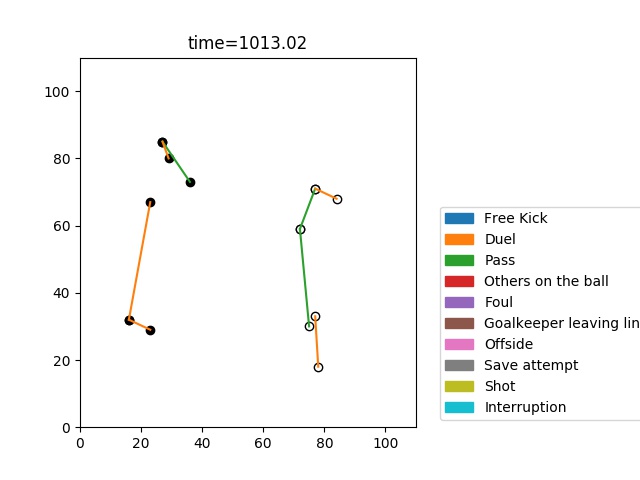 time=1013.02
100
80
60
40
20
0
0 20 40 60 80 100
Free Kick
Duel
Pass
Others on the ball
Foul
Goalkeeper leaving lin
Offside
Save attempt
Shot
Interruption